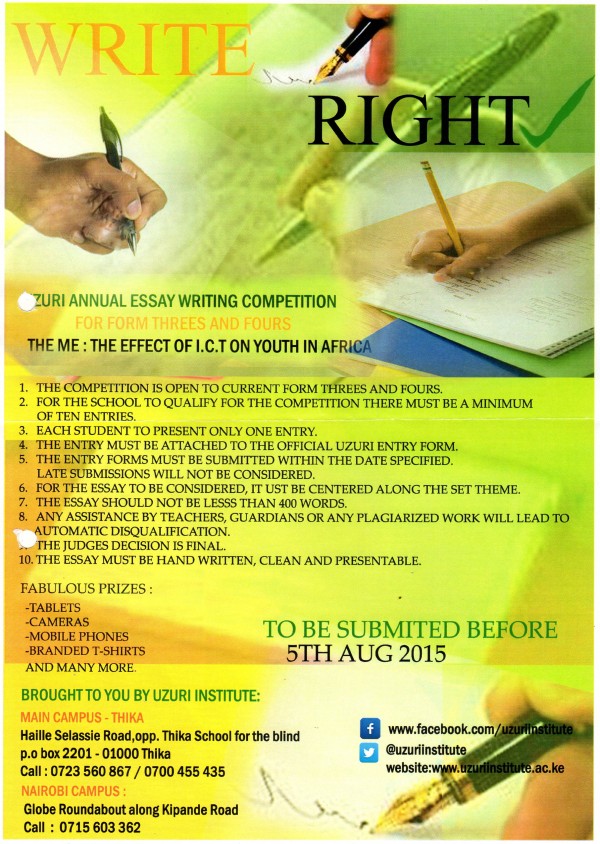 WRITE
RIGHT
UZURI ANNUAL ESSAY WRITING COMPETITION
FOR FORM THREES AND FOURS
THE ME : THE EFFECT OF I.C.T ON YOUTH IN AFRICA
1. THE COMPETITION IS OPEN TO CURRENT FORM THREES AND FOURS.
2. FOR THE SCHOOL TO QUALIFY FOR THE COMPETITION THERE MUST BE A MINIMUM
OF TEN ENTRIES.
3. EACH STUDENT TO PRESENT ONLY ONE ENTRY.
4. THE ENTRY MUST BE ATTACHED TO THE OFFICIAL UZURI ENTRY FORM.
5. THE ENTRY FORMS MUST BE SUBMITTED WITHIN THE DATE SPECIFIED.
LATE SUBMISSIONS WILL NOT BE CONSIDERED.
6. FOR THE ESSAY TO BE CONSIDERED, IT UST BE CENTERED ALONG THE SET THEME.
7. THE ESSAY SHOULD NOT BE LESSS THAN 400 WORDS.
8. ANY ASSISTANCE BY TEACHERS, GUARDIANS OR ANY PLAGIARIZED WORK WILL LEAD TO
AUTOMATIC DISQUALIFICATION.
9. THE JUDGES DECISION IS FINAL.
10. THE ESSAY MUST BE HAND WRITTEN, CLEAN AND PRESENTABLE.
FABULOUS PRIZES :
-TABLETS
-CAMERAS
-MOBILE PHONES
-BRANDED T-SHIRTS
AND MANY MORE.
TO BE SUBMITED BEFORE
5TH AUG 2015
BROUGHT TO YOU BY UZURI INSTITUTE:
MAIN CAMPUS - THIKA
Haille Selassie Road,opp. Thika School for the blind
p.o box 2201 - 01000 Thika
Call : 0723 560 867 / 0700 455 435
NAIROBI CAMPUS :
Globe Roundabout along Kipande Road
Call : 0715 603 362
www.facebook.com/uzuriinstitute
@uzuriinstitute
website:www.uzuriinstitute.ac.ke